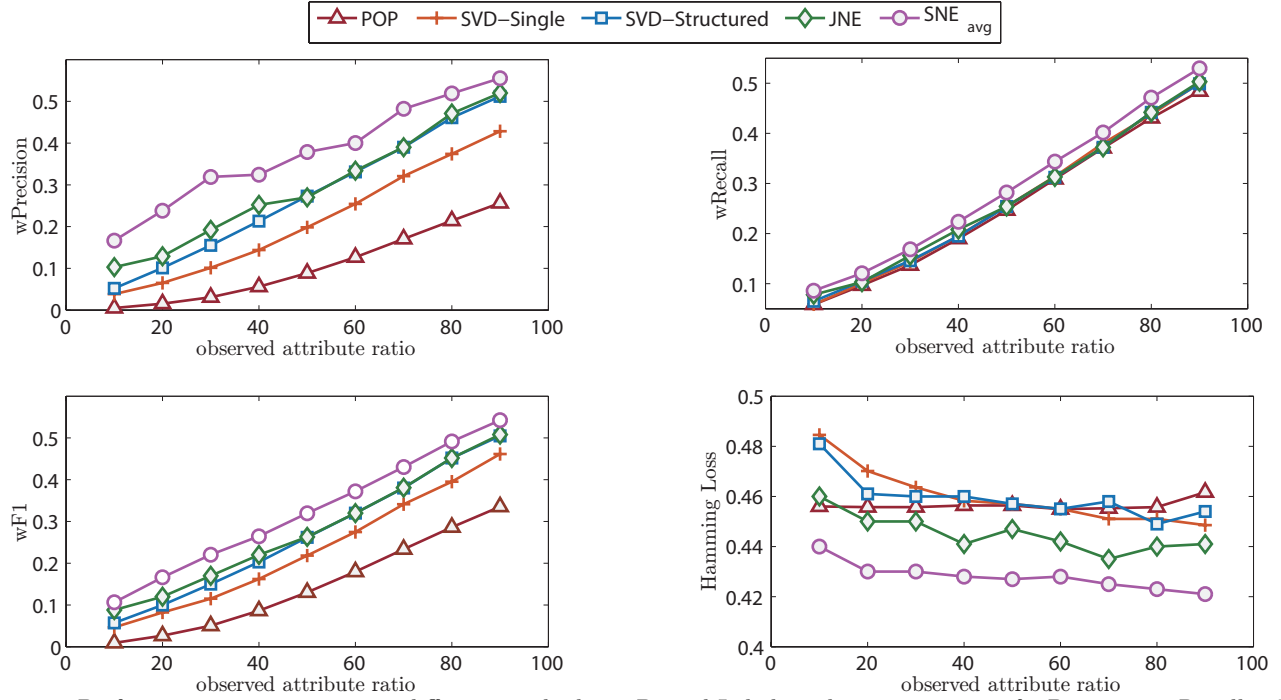 POP SVD−Single SVD−Structured JNE SNE avg
wPrecision
0.5
0.4
0.3
0.2
0.1
0
0 20 40 60 80 100
observed attribute ratio
wRecall
0.5
0.4
0.3
0.2
0.1
0 20 40 60 80 100
observed attribute ratio
wF1
0.5
0.4
0.3
0.2
0.1
0
0 20 40 60 80 100
observed attribute ratio
Hamming Loss
0.5
0.48
0.46
0.44
0.42
0.4
0 20 40 60 80 100
observed attribute ratio